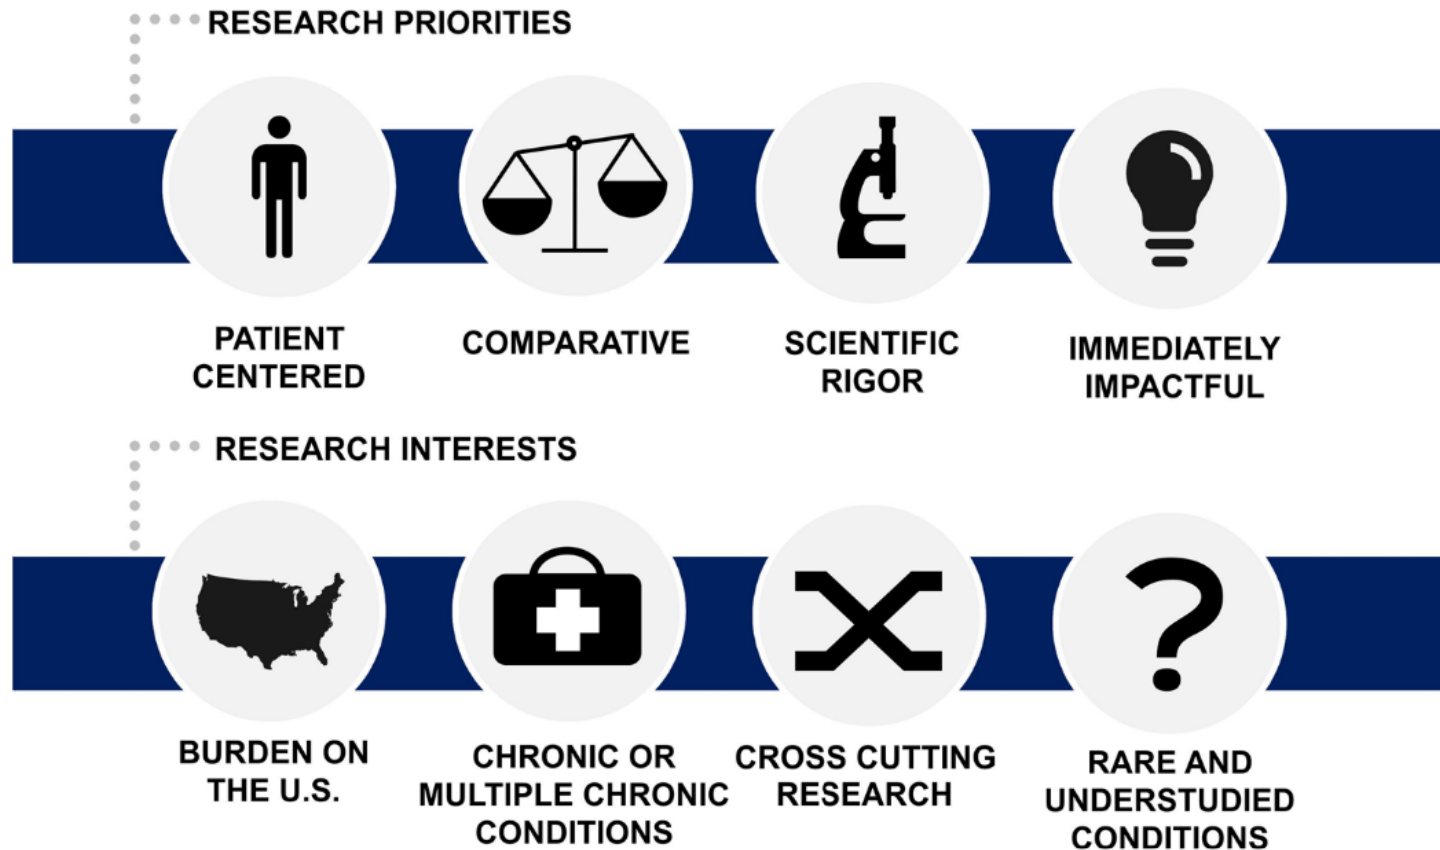 RESEARCH PRIORITIES
PATIENT
CENTERED
COMPARATIVE
SCIENTIFIC
RIGOR
IMMEDIATELY
IMPACTFUL
RESEARCH INTERESTS
BURDEN ON
THE U.S.
CHRONIC OR
MULTIPLE CHRONIC
CONDITIONS
CROSS CUTTING
RESEARCH
RARE AND
UNDERSTUDIED
CONDITIONS